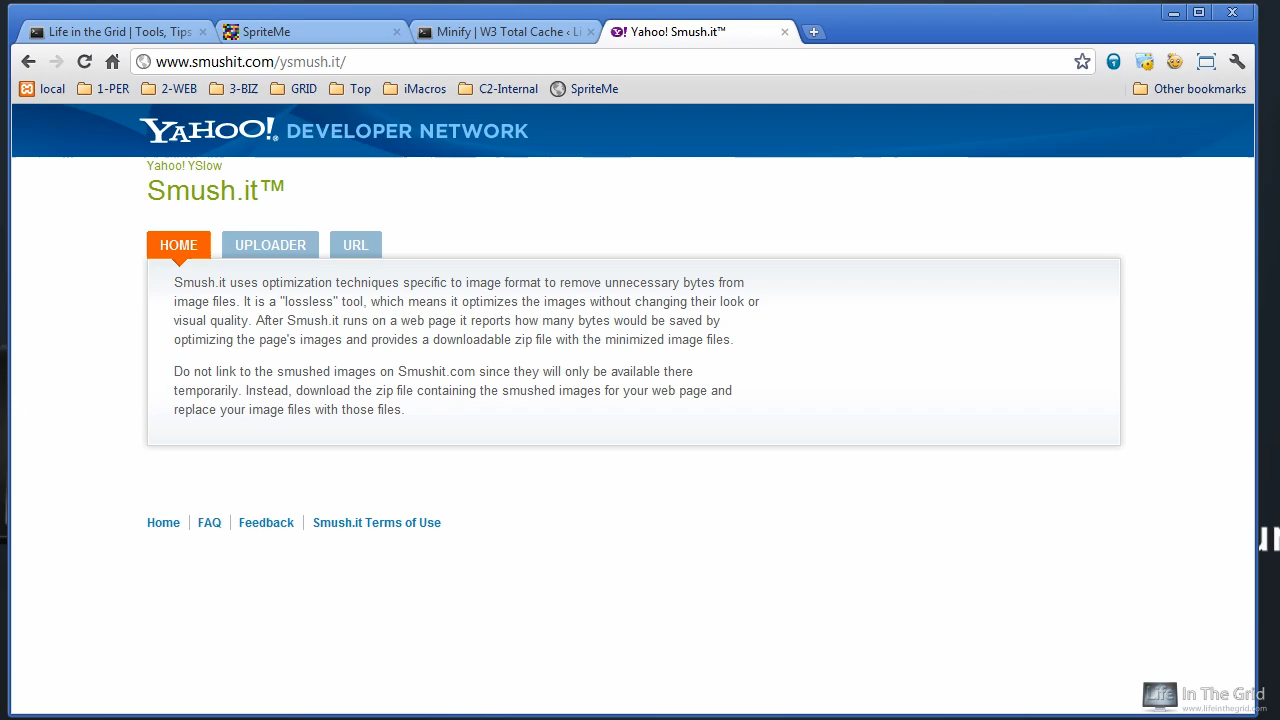 Life in the Grid | Tools, Tips
SpriteMe
Minify | W3 Total Cache ‹ Li
Yahoo! Smush.it™
www.smushit.com/ysmush.it/
local
1-PER
2-WEB
3-BIZ
GRID
Top
iMacros
C2-Internal
SpriteMe
Other bookmarks
YAHOO! DEVELOPER NETWORK
Yahoo! YSlow
Smush.it™
HOME
UPLOADER
URL
Smush.it uses optimization techniques specific to image format to remove unnecessary bytes from
image files. It is a "lossless" tool, which means it optimizes the images without changing their look or
visual quality. After Smush.it runs on a web page it reports how many bytes would be saved by
optimizing the page's images and provides a downloadable zip file with the minimized image files.
Do not link to the smushed images on Smushit.com since they will only be available there
temporarily. Instead, download the zip file containing the smushed images for your web page and
replace your image files with those files.
Home
FAQ
Feedback
Smush.it Terms of Use
Life In The Grid
www.lifeinthegrid.com